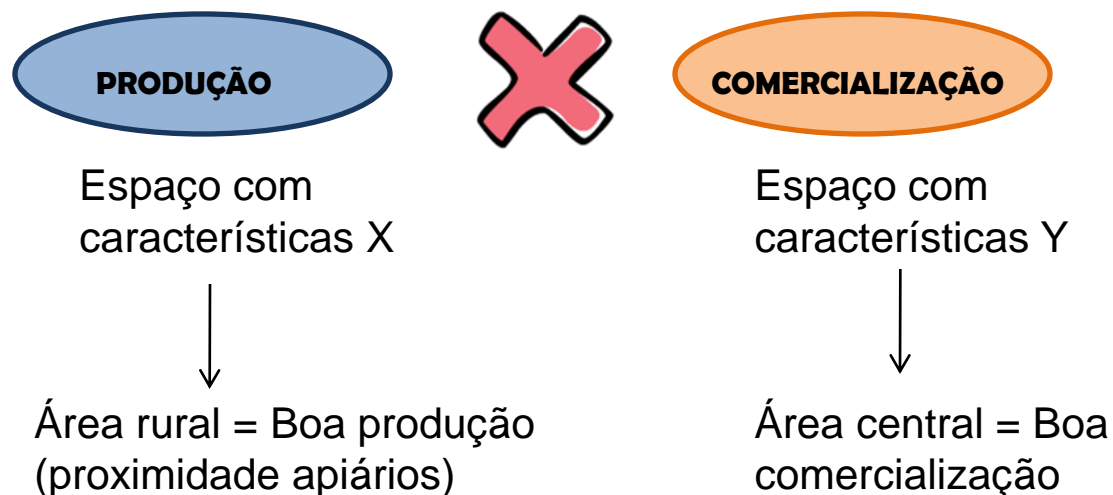 PRODUÇÃO
Espaço com
características X
Área rural = Boa produção
(proximidade apiários)
COMERCIALIZAÇÃO
Espaço com
características Y
Área central = Boa
comercialização